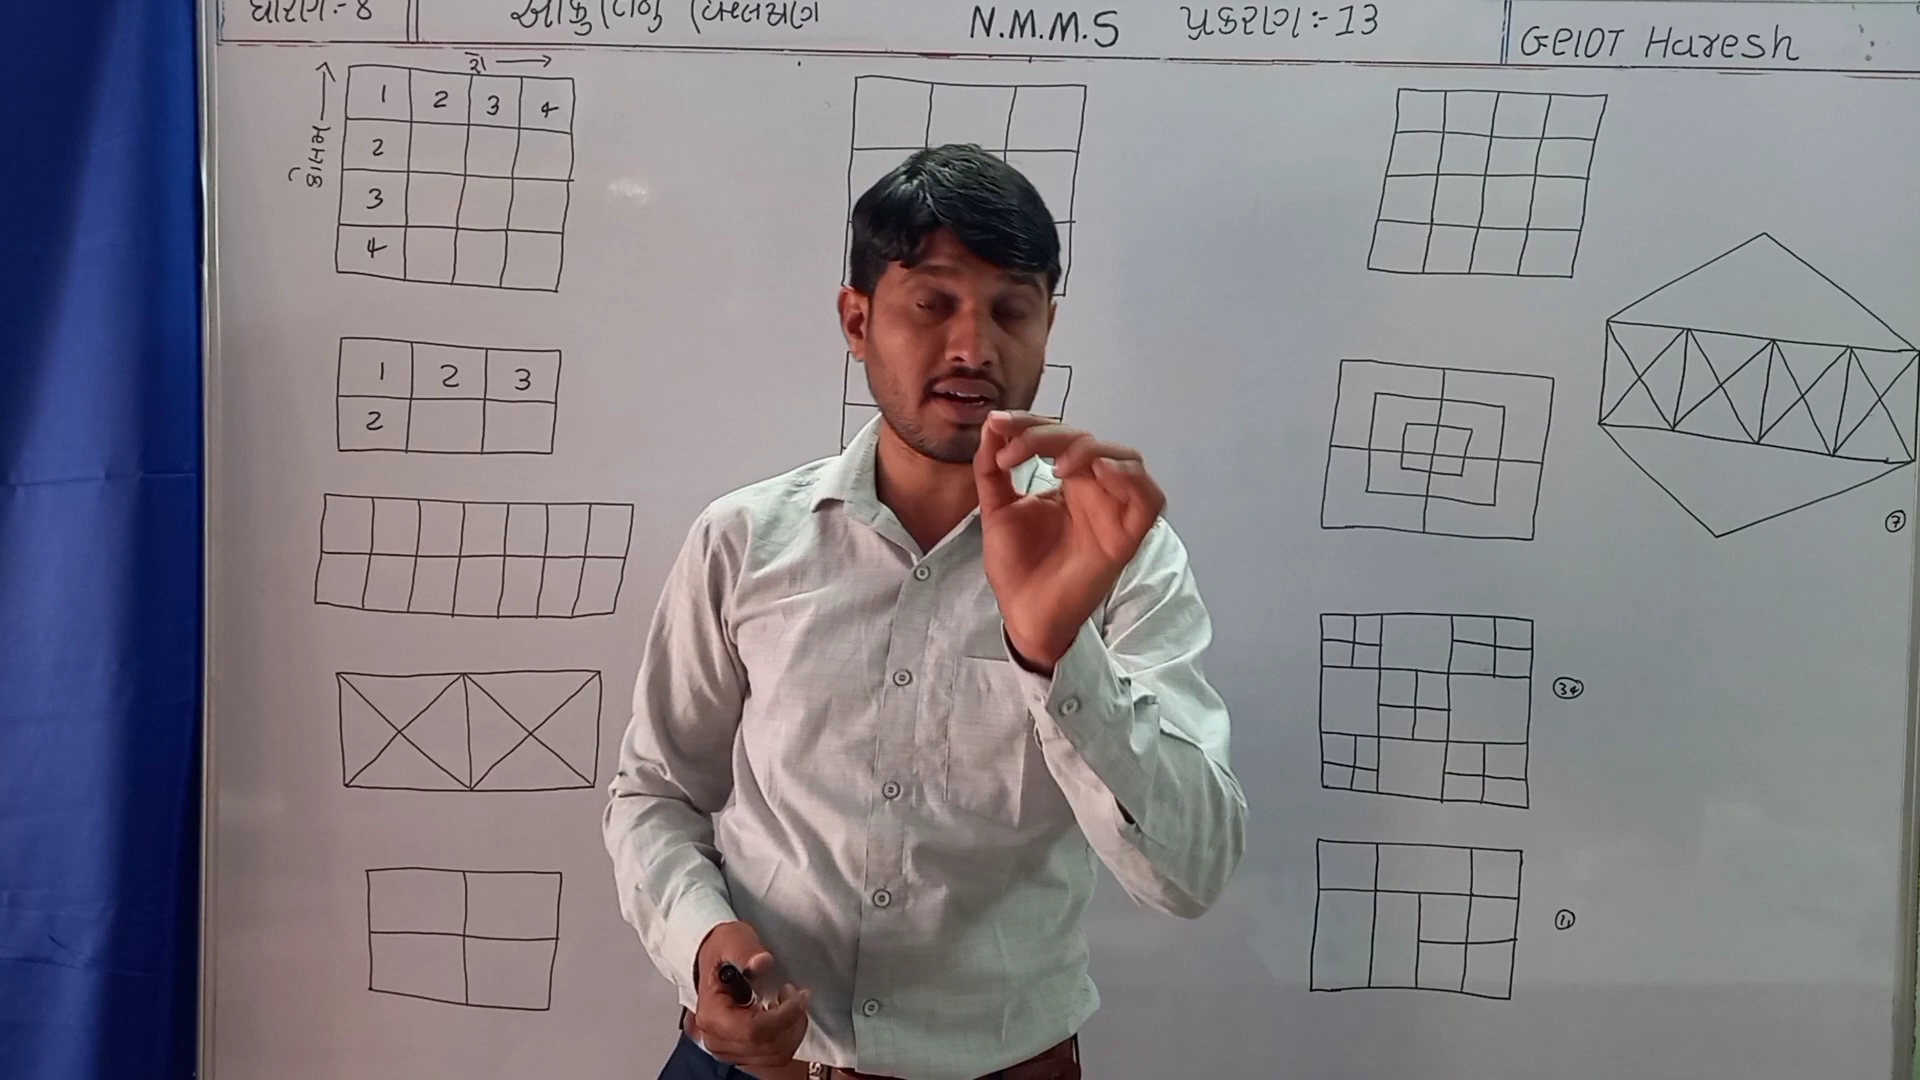 ધોરણ:- 8
આકૃતિનું વિશ્લેષણ
N.M.M.S
પ્રકરણ:- 13
GEIOT Haresh
રો
કોલમ
1 2 3 4
2
3
4
1 2 3
2
7
34
11